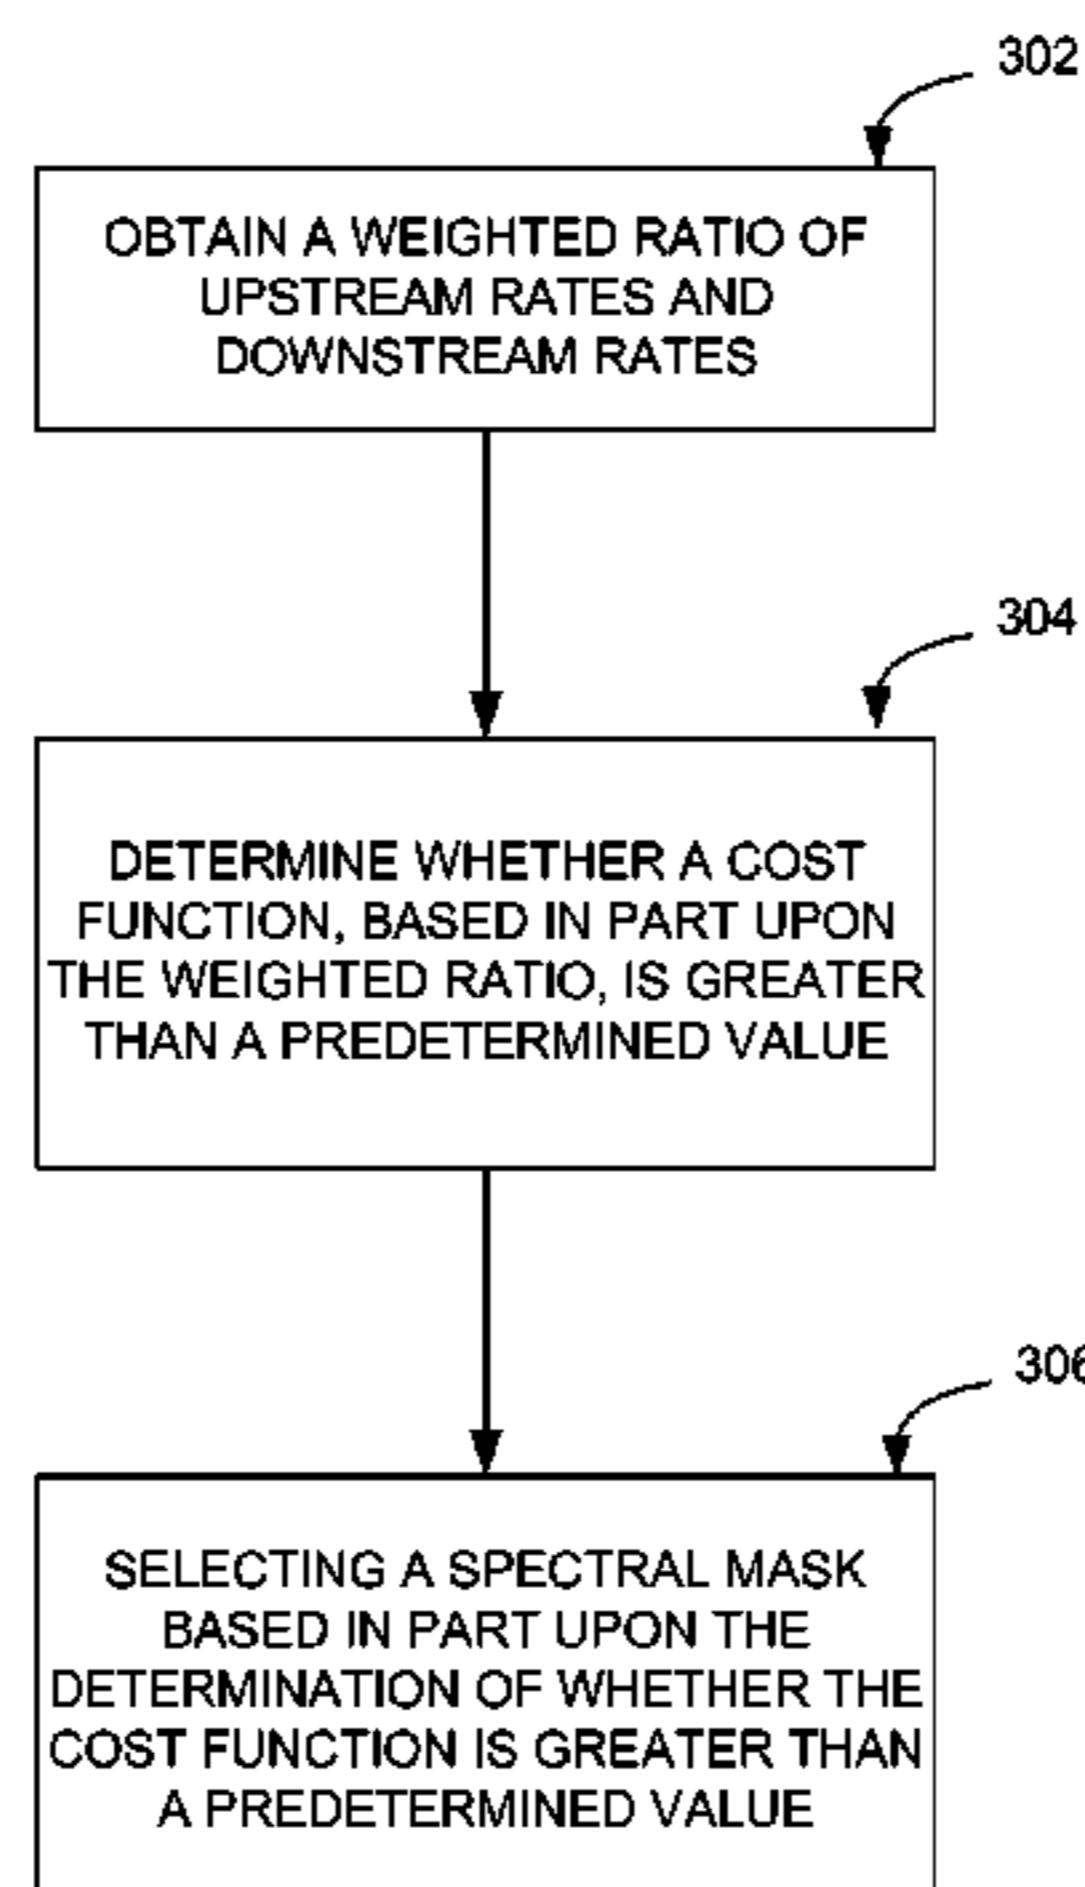 302
OBTAIN A WEIGHTED RATIO OF
UPSTREAM RATES AND
DOWNSTREAM RATES
304
DETERMINE WHETHER A COST
FUNCTION, BASED IN PART UPON
THE WEIGHTED RATIO, IS GREATER
THAN A PREDETERMINED VALUE
306
SELECTING A SPECTRAL MASK
BASED IN PART UPON THE
DETERMINATION OF WHETHER THE
COST FUNCTION IS GREATER THAN
A PREDETERMINED VALUE